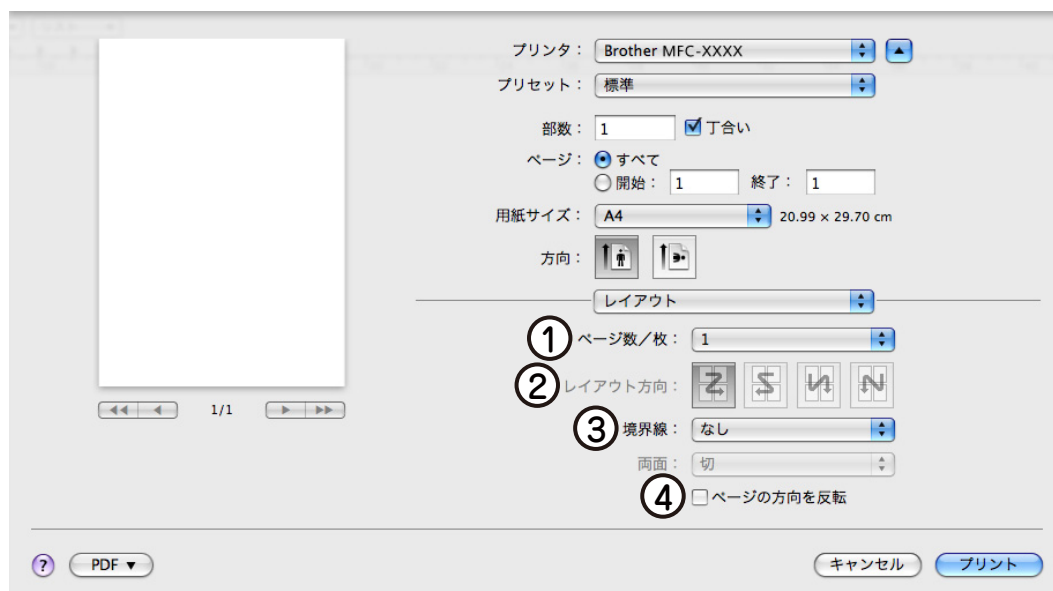 プリンタ： Brother MFC-XXXX
プリセット： 標準
部数： 1 丁合い
ページ： すべて
開始： 1 終了： 1
用紙サイズ： A4 20.99 × 29.70 cm
方向：
レイアウト
① ページ数／枚： 1
② レイアウト方向：
1/1
③ 境界線： なし
両面： 切
④ ページの方向を反転
? PDF▼ キャンセル プリント